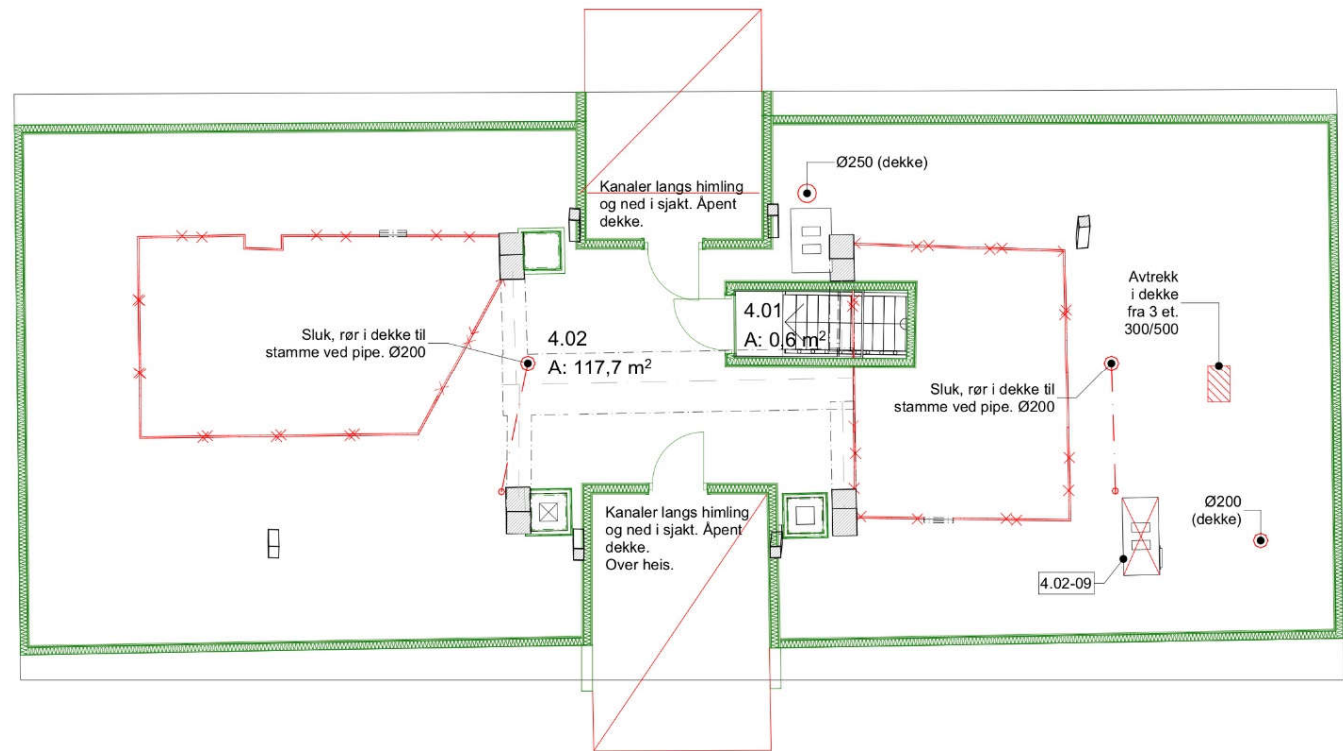 Ø250 (dekke)
Kanaler langs himling
og ned i sjakt. Åpent
dekke.
Avtrekk
i dekke
fra 3 et.
300/500
4.01
A: 0.6 m²
Sluk, rør i dekke til
stamme ved pipe. Ø200
4.02
A: 117,7 m²
Sluk, rør i dekke til
stamme ved pipe. Ø200
Kanaler langs himling
og ned i sjakt. Åpent
dekke.
Over heis.
Ø200
(dekke)
4.02-09